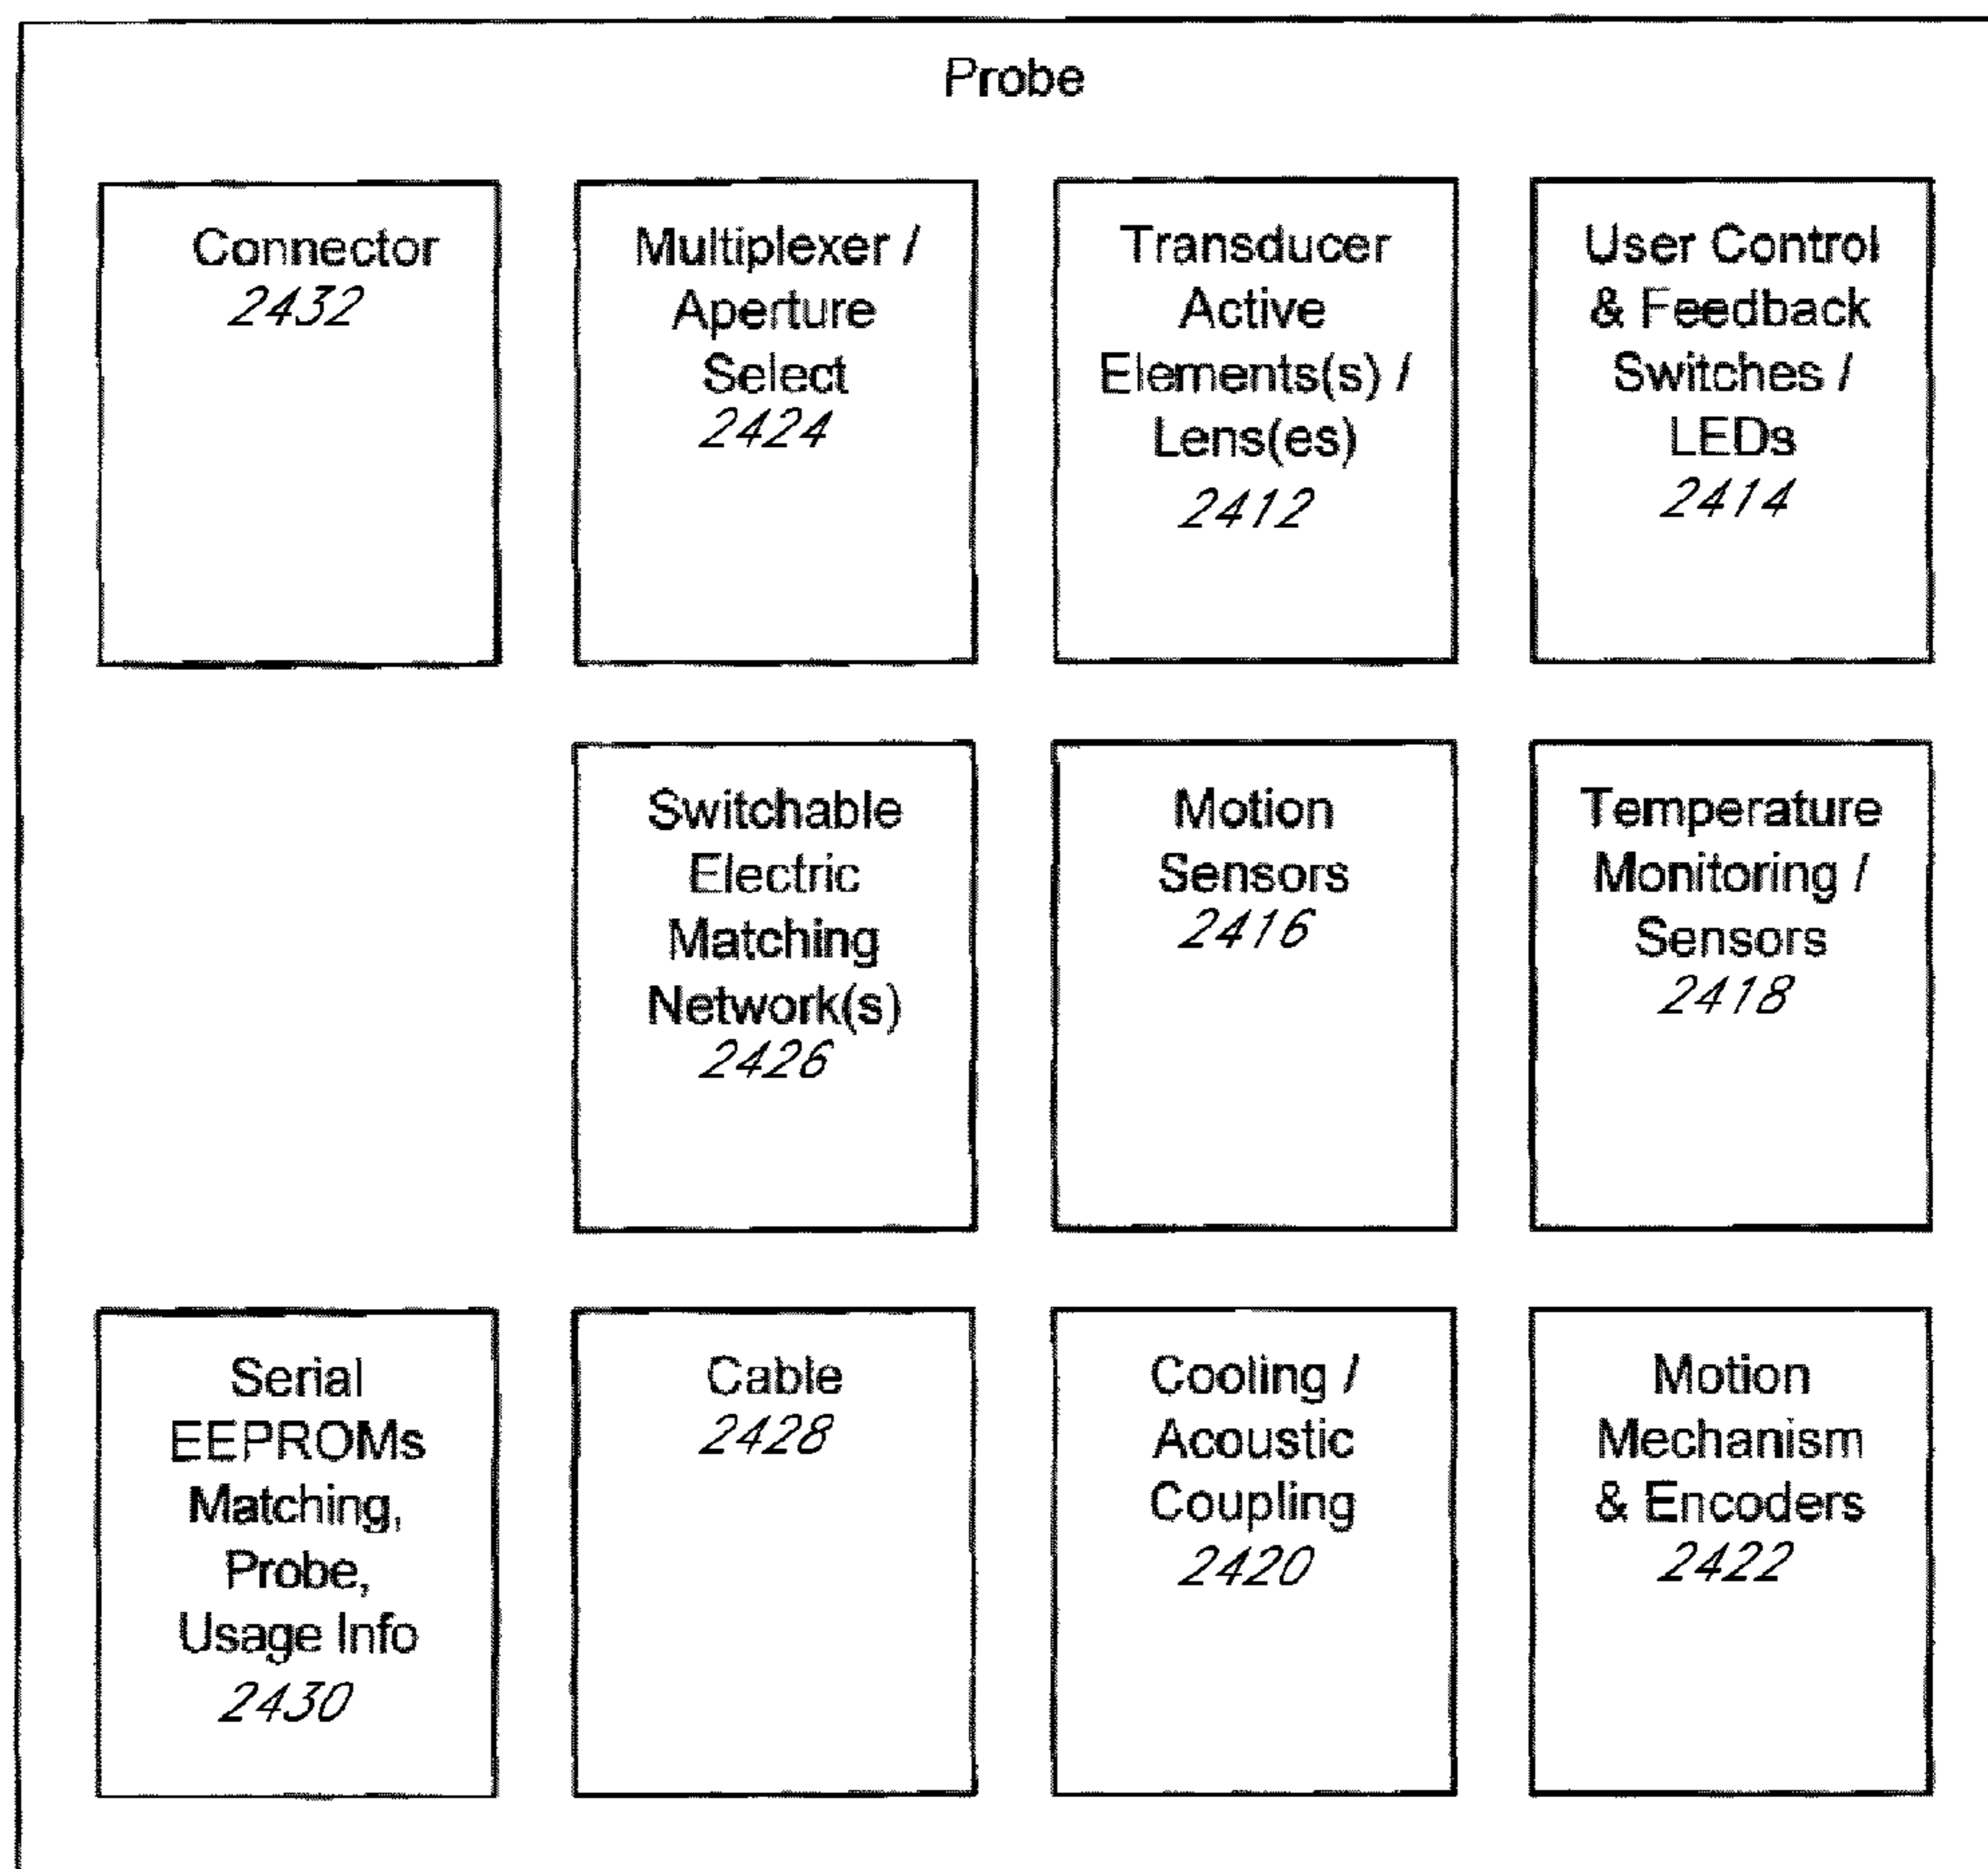 Probe
Connector
2432
Multiplexer /
Aperture
Select
2424
Transducer
Active
Elements(s) /
Lens(es)
2412
User Control
& Feedback
Switches /
LEDs
2414
Switchable
Electric
Matching
Network(s)
2426
Motion
Sensors
2416
Temperature
Monitoring /
Sensors
2418
Serial
EEPROMs
Matching,
Probe,
Usage Info
2430
Cable
2428
Cooling /
Acoustic
Coupling
2420
Motion
Mechanism
& Encoders
2422